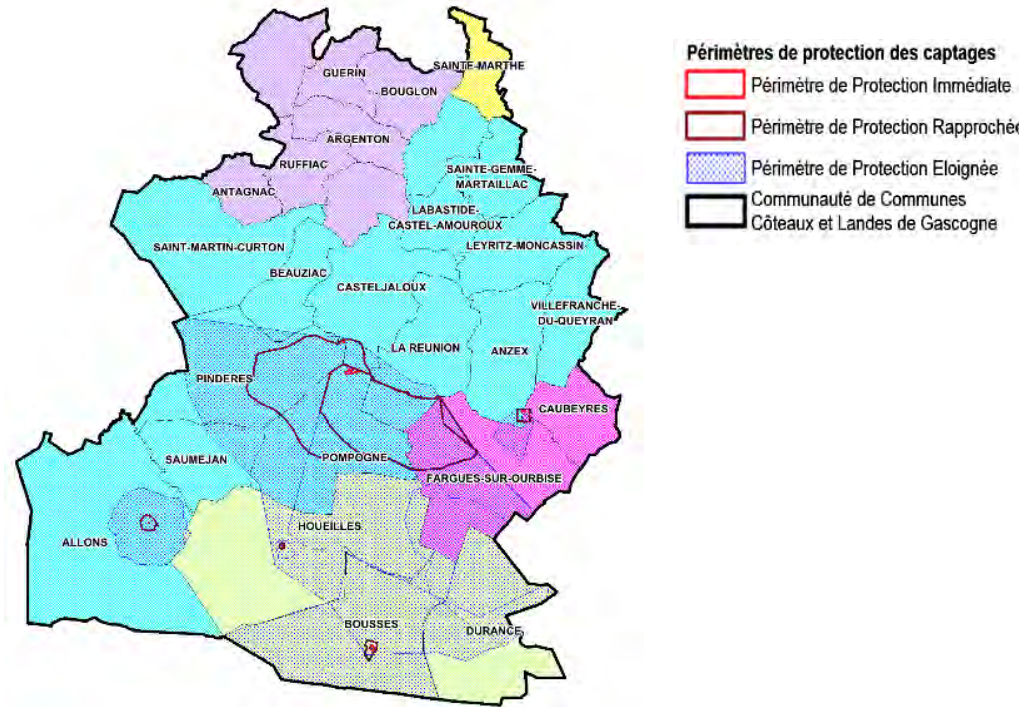 SAINTE-MARTHE
GUERIN
BOUGLON
ARGENTON
RUFFIAC
ANTAGNAC
SAINTE-GEMME-
MARTAILLAC
LABASTIDE-
CASTEL-AMOUROUX
SAINT-MARTIN-CURTON
LEYRITZ-MONCASSIN
BEAUZIAC
CASTELJALOUX
VILLEFRANCHE-
DU-QUEYRAN
LA REUNION
ANZEX
PINDERES
CAUBEYRES
SAUMEJAN
POMPOGNE
FARGUES-SUR-OURBISE
HOUEILLES
ALLONS
BOUSSES
DURANCE
Périmètres de protection des captages
Périmètre de Protection Immédiate
Périmètre de Protection Rapprochée
Périmètre de Protection Eloignée
Communauté de Communes
Côteaux et Landes de Gascogne